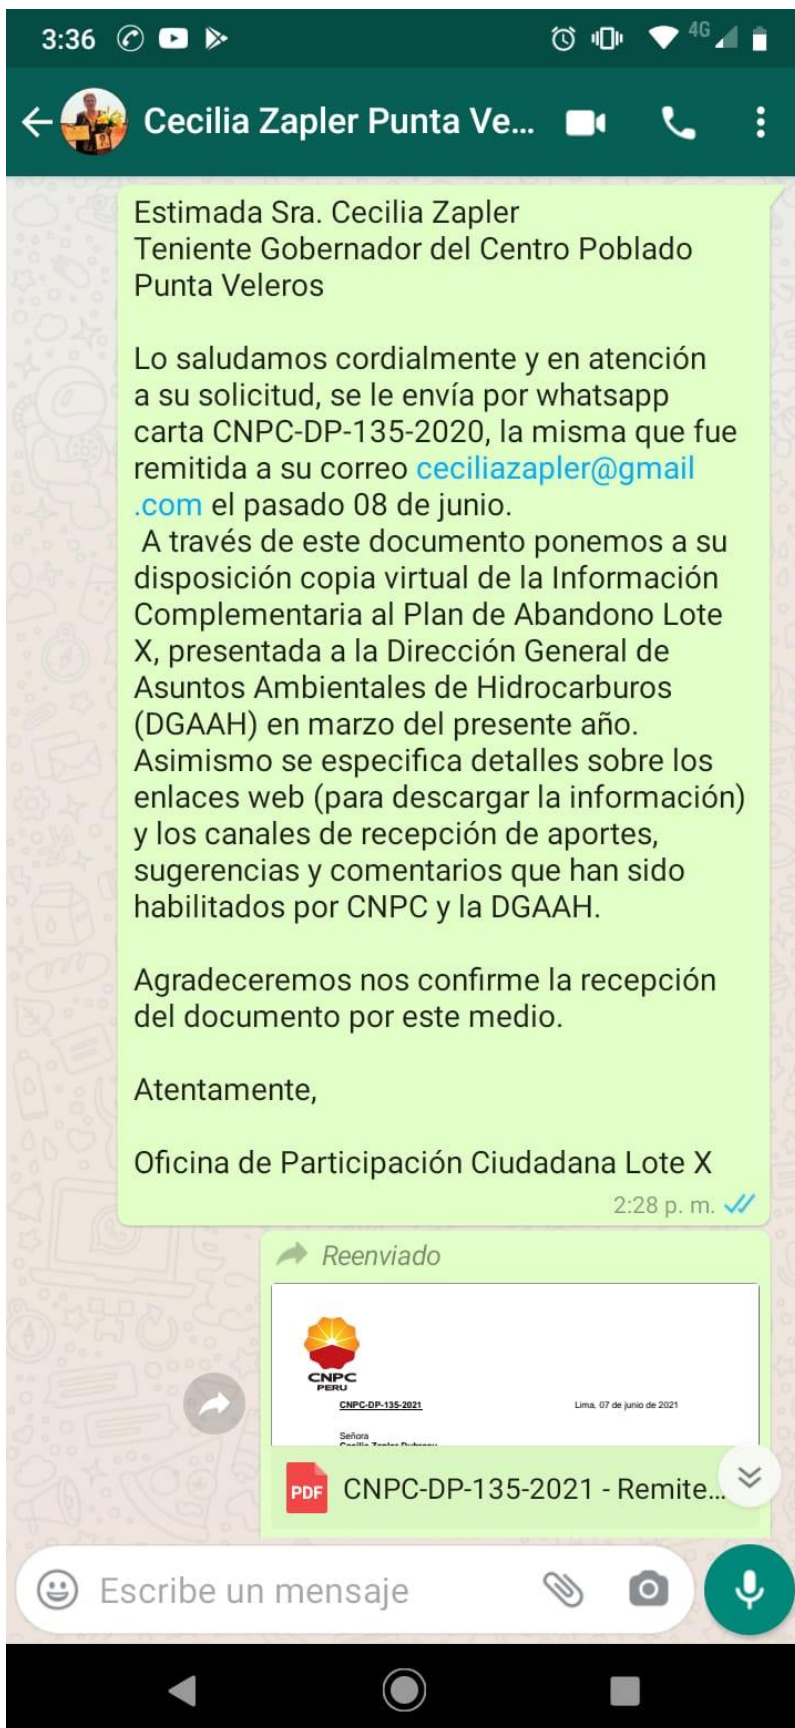 3:36
4G
Cecilia Zapler Punta Ve...
Estimada Sra. Cecilia Zapler
Teniente Gobernador del Centro Poblado
Punta Veleros
Lo saludamos cordialmente y en atención
a su solicitud, se le envía por whatsapp
carta CNPC-DP-135-2020, la misma que fue
remitida a su correo ceciliazapler@gmail
.com el pasado 08 de junio.
A través de este documento ponemos a su
disposición copia virtual de la Información
Complementaria al Plan de Abandono Lote
X, presentada a la Dirección General de
Asuntos Ambientales de Hidrocarburos
(DGAAH) en marzo del presente año.
Asimismo se especifica detalles sobre los
enlaces web (para descargar la información)
y los canales de recepción de aportes,
sugerencias y comentarios que han sido
habilitados por CNPC y la DGAAH.
Agradeceremos nos confirme la recepción
del documento por este medio.
Atentamente,
Oficina de Participación Ciudadana Lote X
2:28 p. m.
Reenviado
CNPC
PERU
CNPC-DP-135-2021 Lima, 07 de junio de 2021
Señora
Cecilia Zapler
PDF CNPC-DP-135-2021 - Remite...
Escribe un mensaje